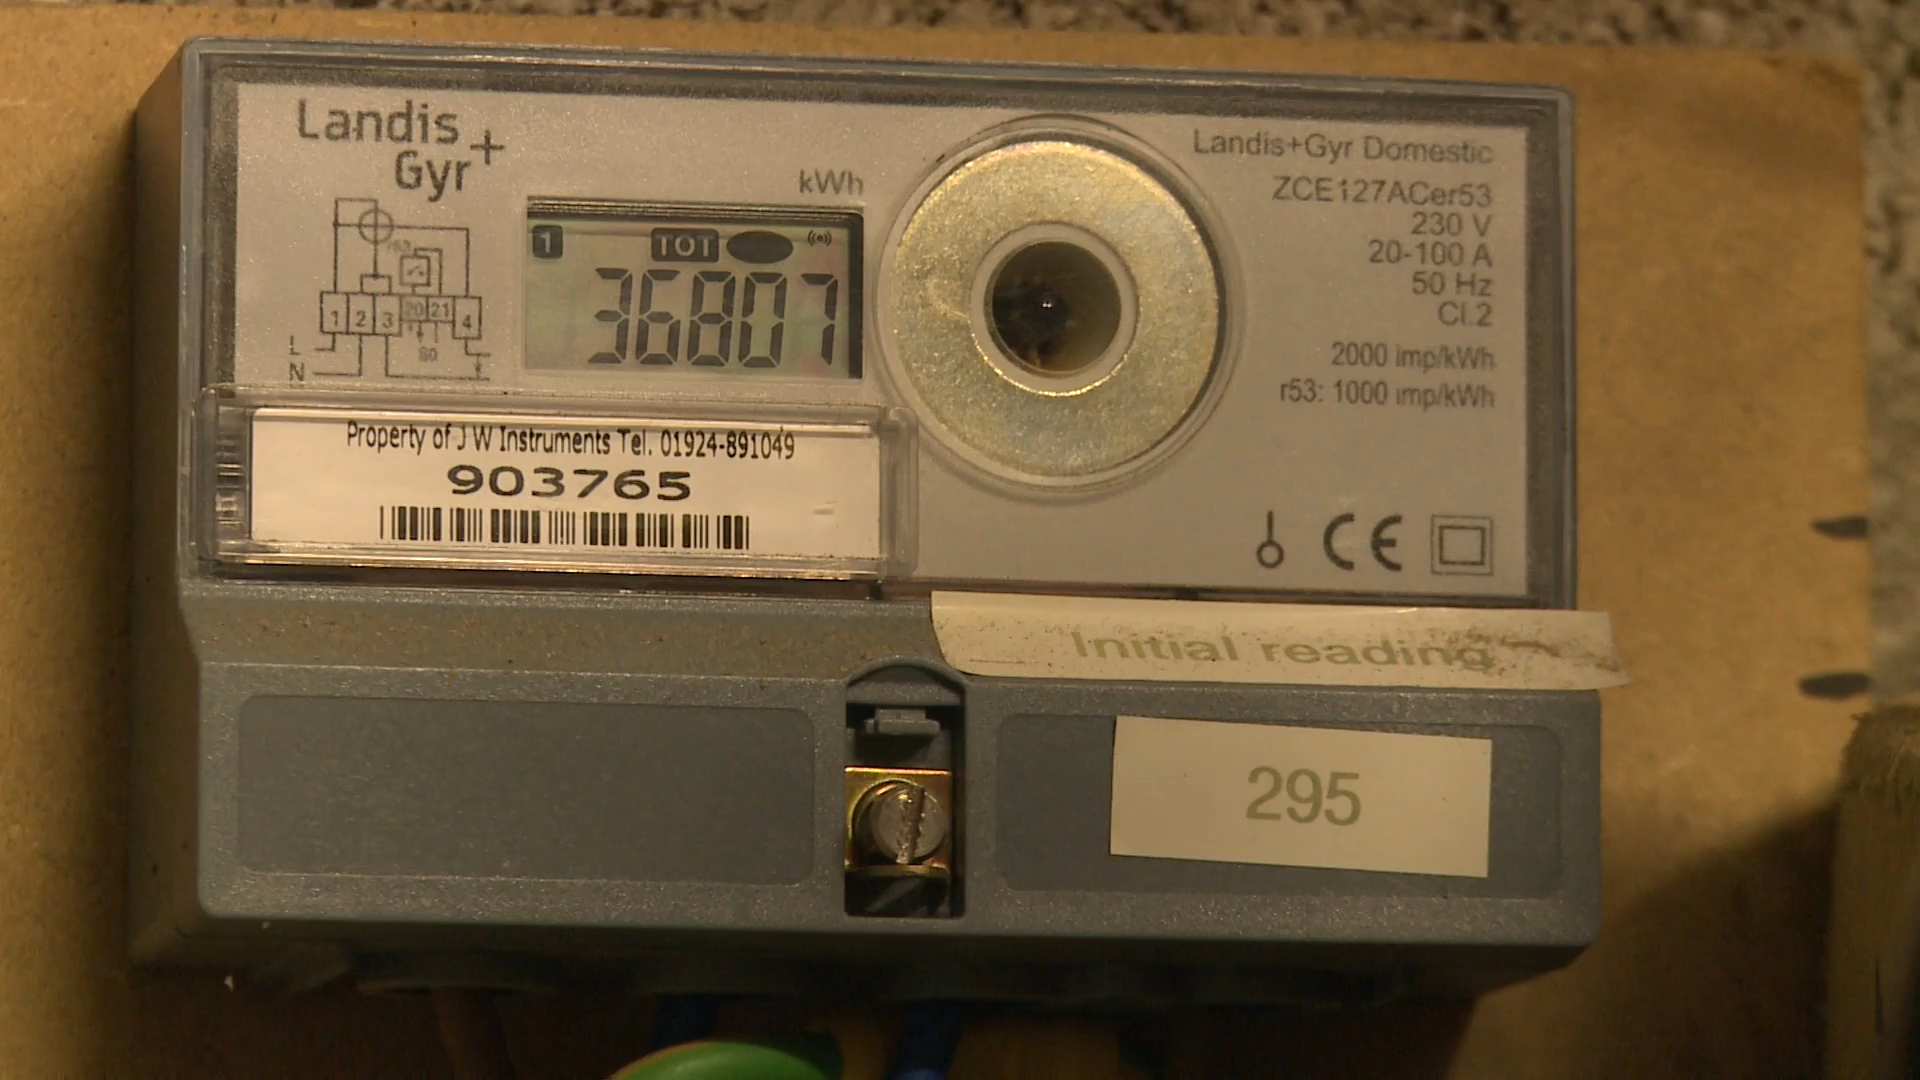 Landis
Gyr+
kWh
1 TOT
36807
1 2 3 20 21 4
L
N
80
Property of J W Instruments Tel. 01924-891049
903765
Landis+Gyr Domestic
ZCE127ACer53
230 V
20-100 A
50 Hz
Cl.2
2000 imp/kWh
r53: 1000 imp/kWh
CE
Initial reading
295